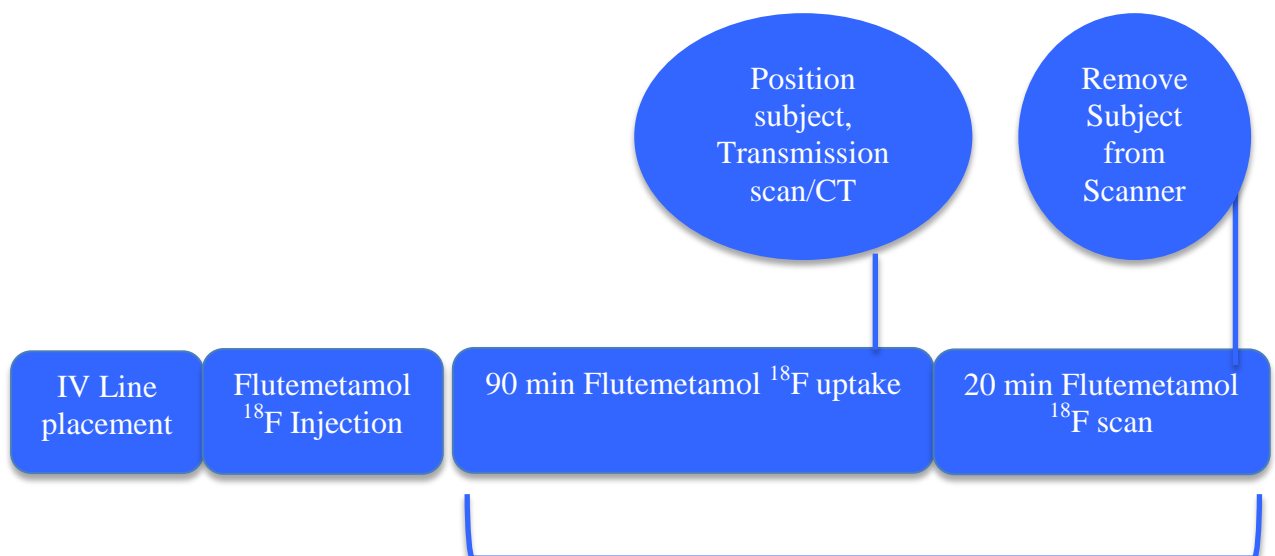 Position
subject,
Transmission
scan/CT
Remove
Subject
from
Scanner
IV Line
placement
Flutemetamol
¹⁸F Injection
90 min Flutemetamol ¹⁸F uptake
20 min Flutemetamol
¹⁸F scan